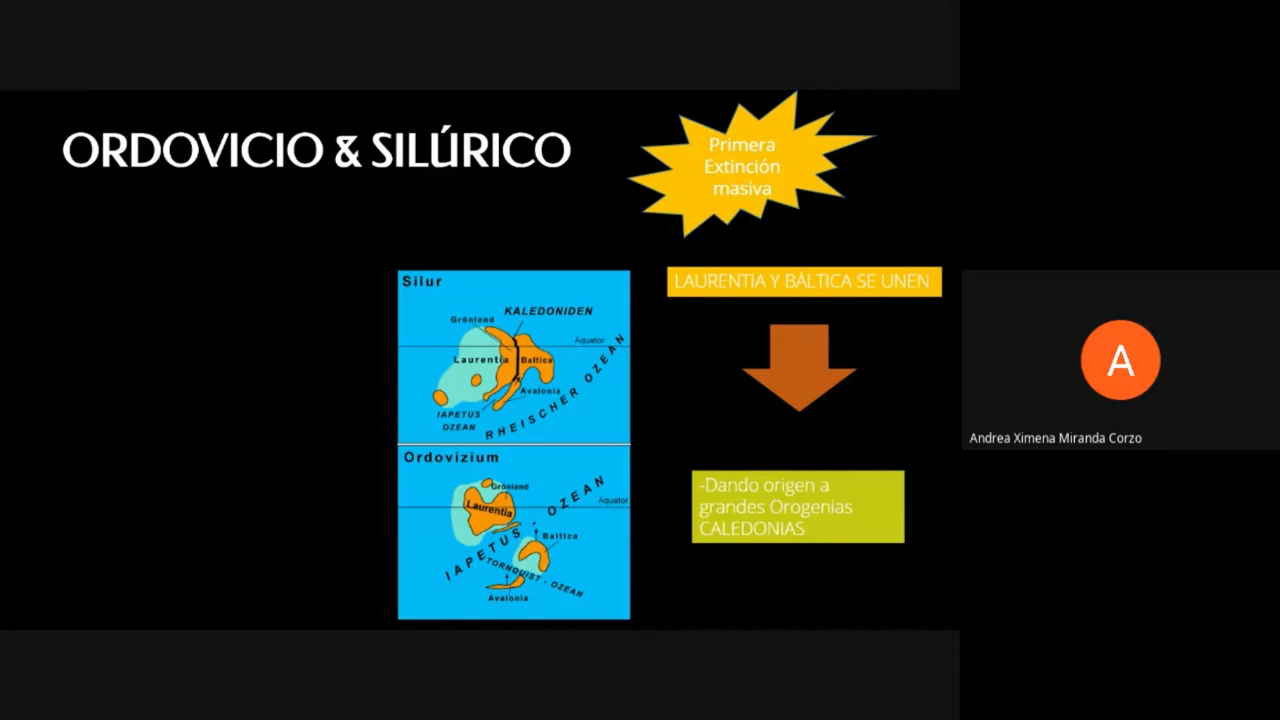 ORDOVICIO & SILÚRICO
Primera
Extinción
masiva
LAURENTIA Y BÁLTICA SE UNEN
-Dando origen a
grandes Orogenias
CALEDONIAS
Silur
KALEDONIDEN
Grönland
Äquator
Laurentia
Baltica
Avalonia
IAPETUS
OZEAN
RHEISCHER OZEAN
Ordovizium
Grönland
Äquator
Laurentia
IAPETUS - OZEAN
Baltica
TORNQUIST - OZEAN
Avalonia
A
Andrea Ximena Miranda Corzo